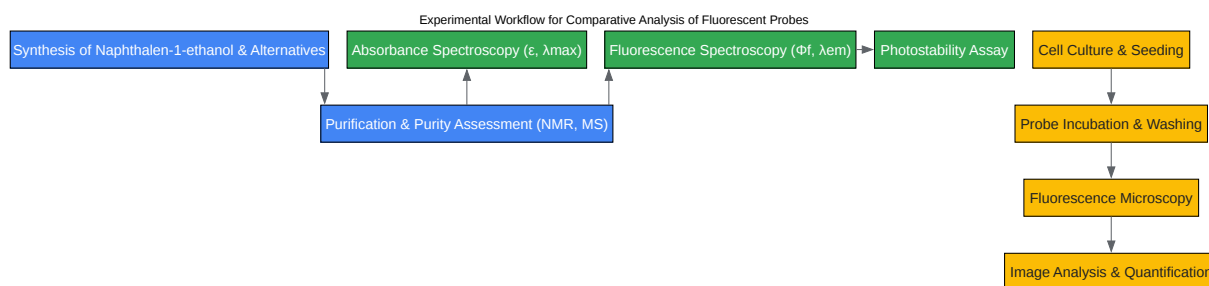 Experimental Workflow for Comparative Analysis of Fluorescent Probes
Synthesis of Naphthalen-1-ethanol & Alternatives
Absorbance Spectroscopy (ε, λmax)
Fluorescence Spectroscopy (Φf, λem)
Photostability Assay
Cell Culture & Seeding
Purification & Purity Assessment (NMR, MS)
Probe Incubation & Washing
Fluorescence Microscopy
Image Analysis & Quantification